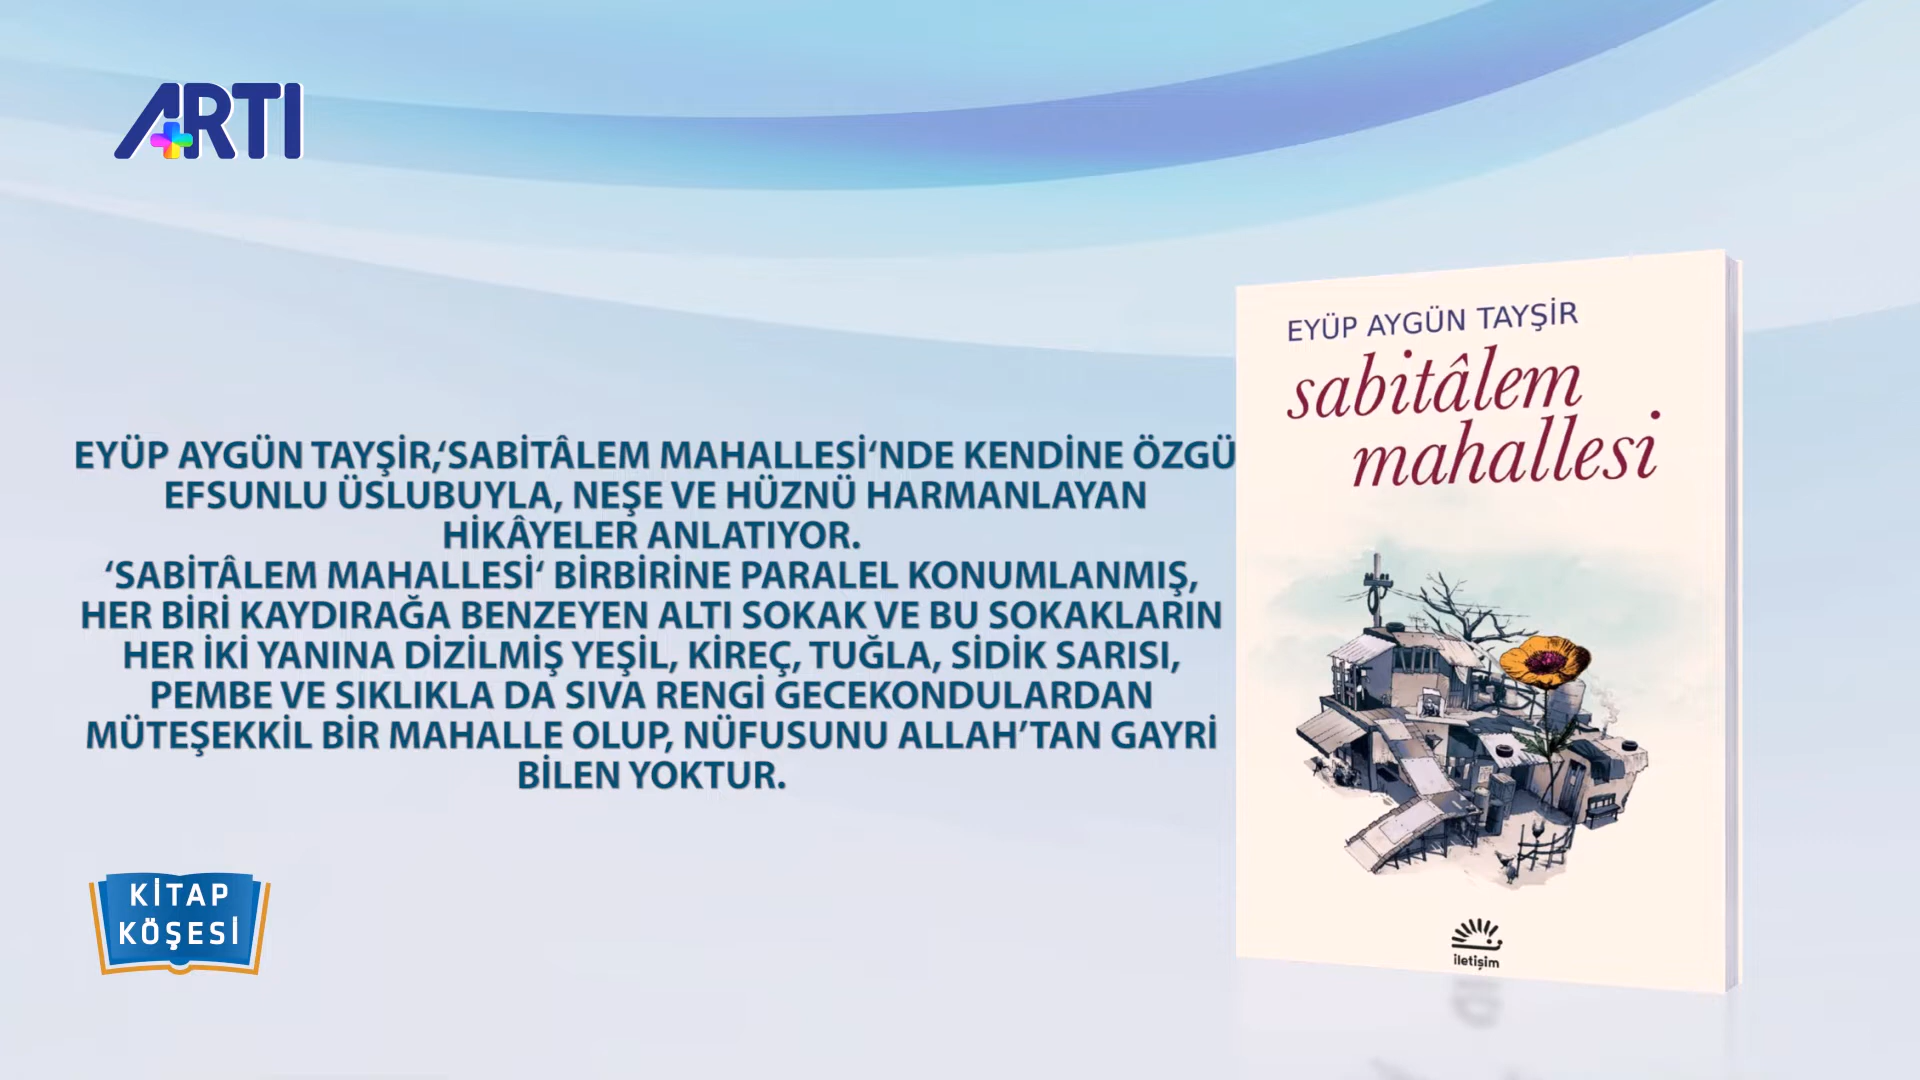 ARTI
EYÜP AYGÜN TAYŞİR,‘SABİTÂLEM MAHALLESİ‘NDE KENDİNE ÖZGÜ
EFSUNLU ÜSLUBUYLA, NEŞE VE HÜZNÜ HARMANLAYAN
HİKÂYELER ANLATIYOR.
‘SABİTÂLEM MAHALLESİ‘ BİRBİRİNE PARALEL KONUMLANMIŞ,
HER BİRİ KAYDIRAĞA BENZEYEN ALTI SOKAK VE BU SOKAKLARIN
HER İKİ YANINA DİZİLMİŞ YEŞİL, KİREÇ, TUĞLA, SİDİK SARISI,
PEMBE VE SIKLIKLA DA SIVA RENGİ GECEKONDULARDAN
MÜTEŞEKKİL BİR MAHALLE OLUP, NÜFUSUNU ALLAH’TAN GAYRİ
BİLEN YOKTUR.
KİTAP
KÖŞESİ
EYÜP AYGÜN TAYŞİR
sabitâlem
mahallesi
iletişim